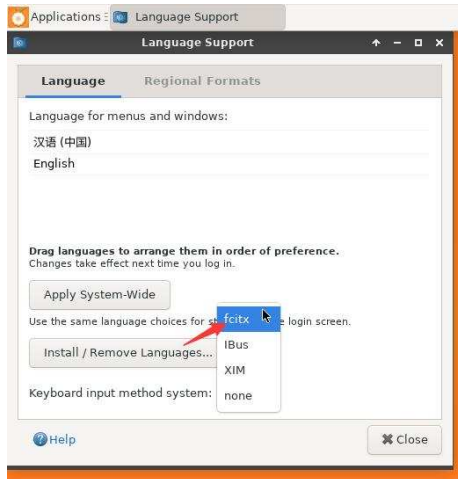 Applications Language Support
Language Support
Language Regional Formats
Language for menus and windows:
汉语 (中国)
English
Drag languages to arrange them in order of preference.
Changes take effect next time you log in.
Apply System-Wide
Use the same language choices for st e login screen.
fcitx
Install / Remove Languages...
IBus
XIM
Keyboard input method system:
none
Help Close